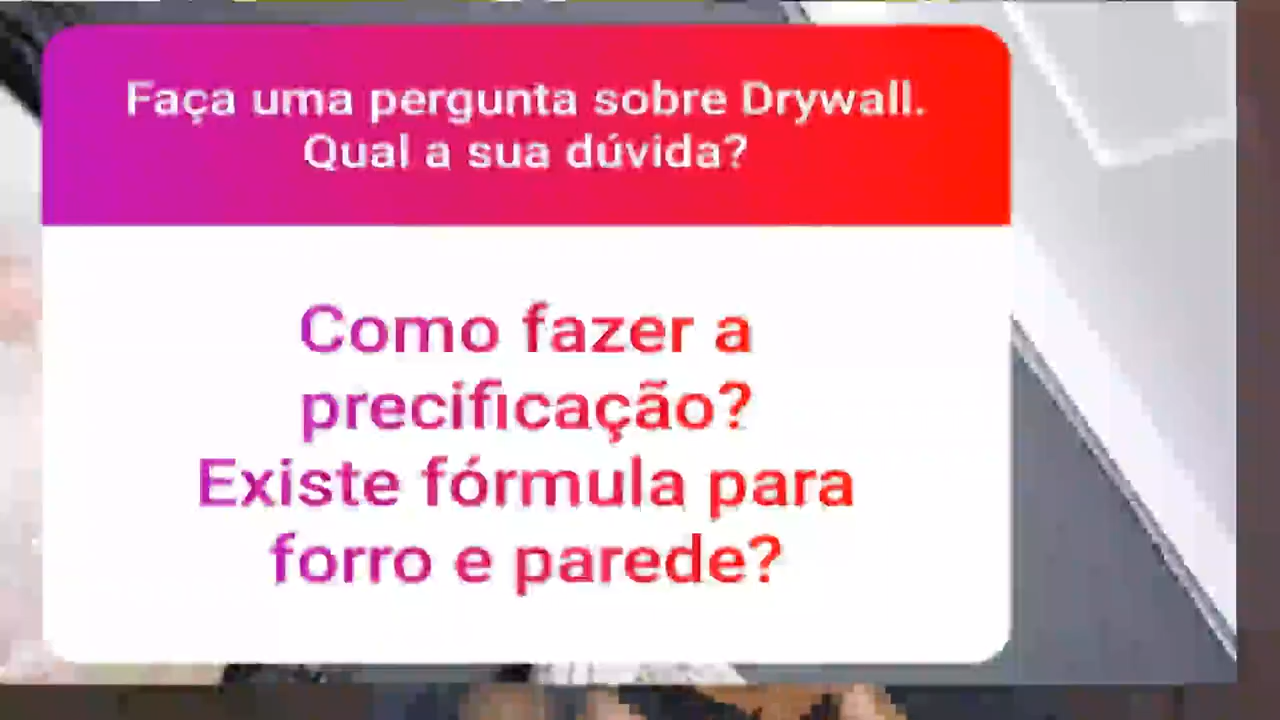 Faça uma pergunta sobre Drywall.
Qual a sua dúvida?
Como fazer a
precificação?
Existe fórmula para
forro e parede?